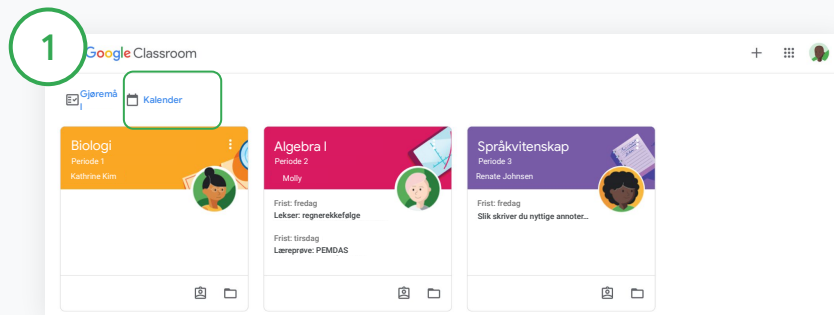 1
Google Classroom
Gjøremå
l
Kalender
Biologi
Periode 1
Kathrine Kim
Algebra I
Periode 2
Molly
Frist: fredag
Lekser: regnerekkefølge
Frist: tirsdag
Læreprøve: PEMDAS
Språkvitenskap
Periode 3
Renate Johnsen
Frist: fredag
Slik skriver du nyttige annoter...